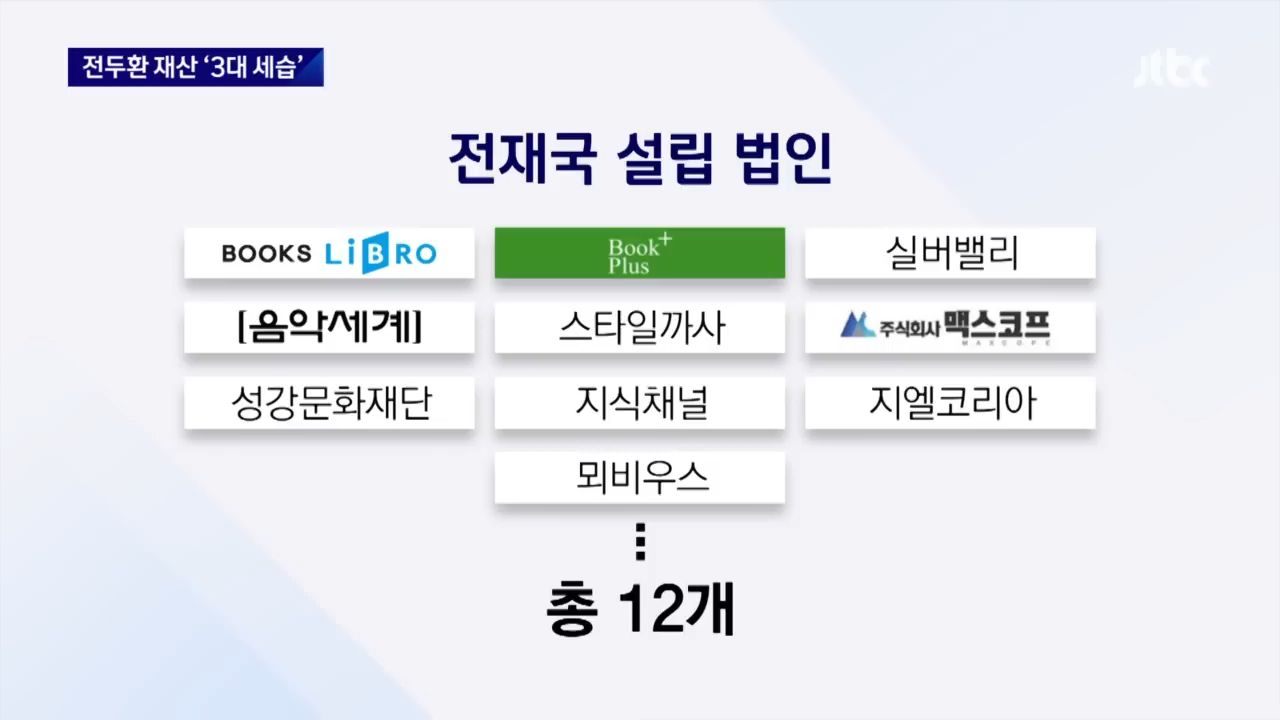 전두환 재산 ‘3대 세습’
jtbc
전재국 설립 법인
BOOKS LiBRO
Book+
Plus
실버밸리
[음악세계]
스타일까사
주식회사 맥스코프
MAXCOPE
성강문화재단
지식채널
지엘코리아
뫼비우스
⋮
총 12개